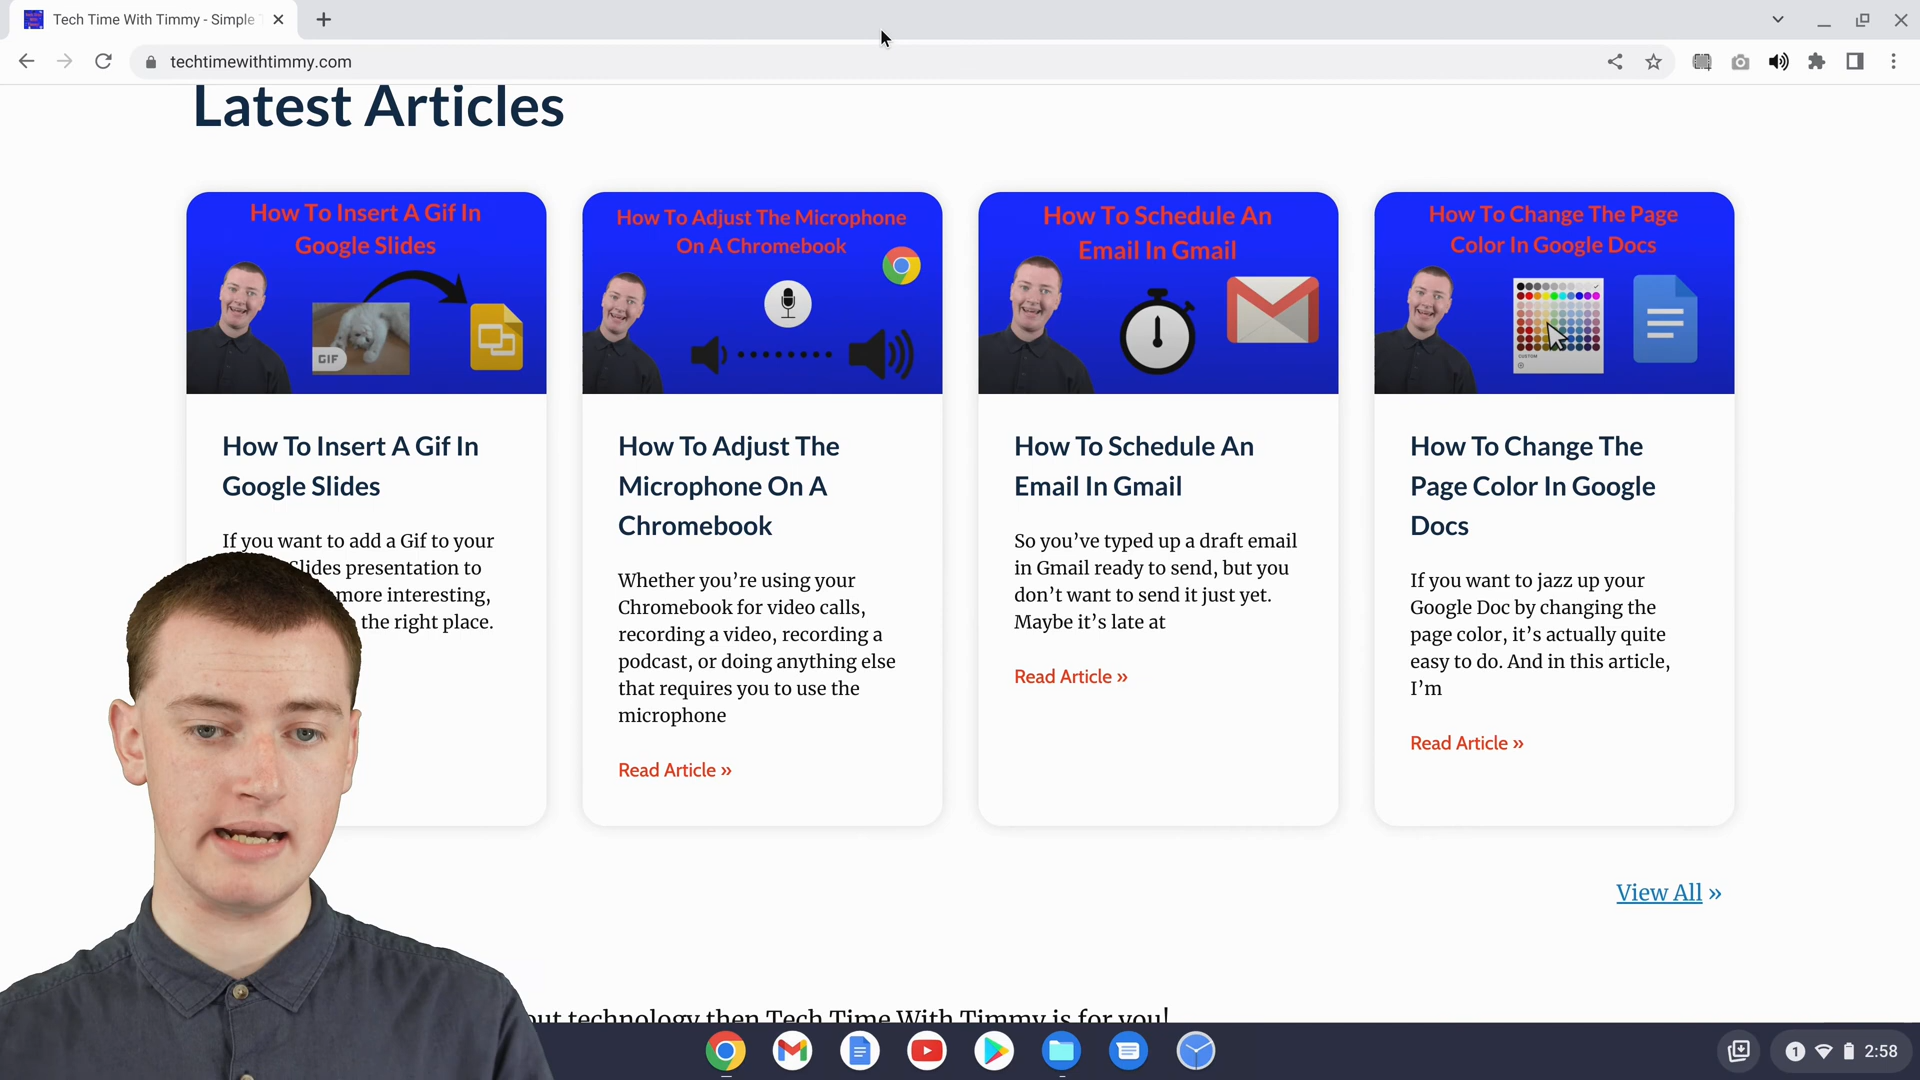 Tech Time With Timmy - Simple
techtimewithtimmy.com
Latest Articles
How To Insert A Gif In
Google Slides
GIF
How To Adjust The Microphone
On A Chromebook
How To Schedule An
Email In Gmail
How To Change The Page
Color In Google Docs
CUSTOM
How To Insert A Gif In
Google Slides
If you want to add a Gif to your
Slides presentation to
more interesting,
the right place.
How To Adjust The
Microphone On A
Chromebook
Whether you’re using your
Chromebook for video calls,
recording a video, recording a
podcast, or doing anything else
that requires you to use the
microphone
Read Article »
How To Schedule An
Email In Gmail
So you’ve typed up a draft email
in Gmail ready to send, but you
don’t want to send it just yet.
Maybe it’s late at
Read Article »
How To Change The
Page Color In Google
Docs
If you want to jazz up your
Google Doc by changing the
page color, it’s actually quite
easy to do. And in this article,
I’m
Read Article »
View All »
technology then Tech Time With Timmy is for you!
1
2:58